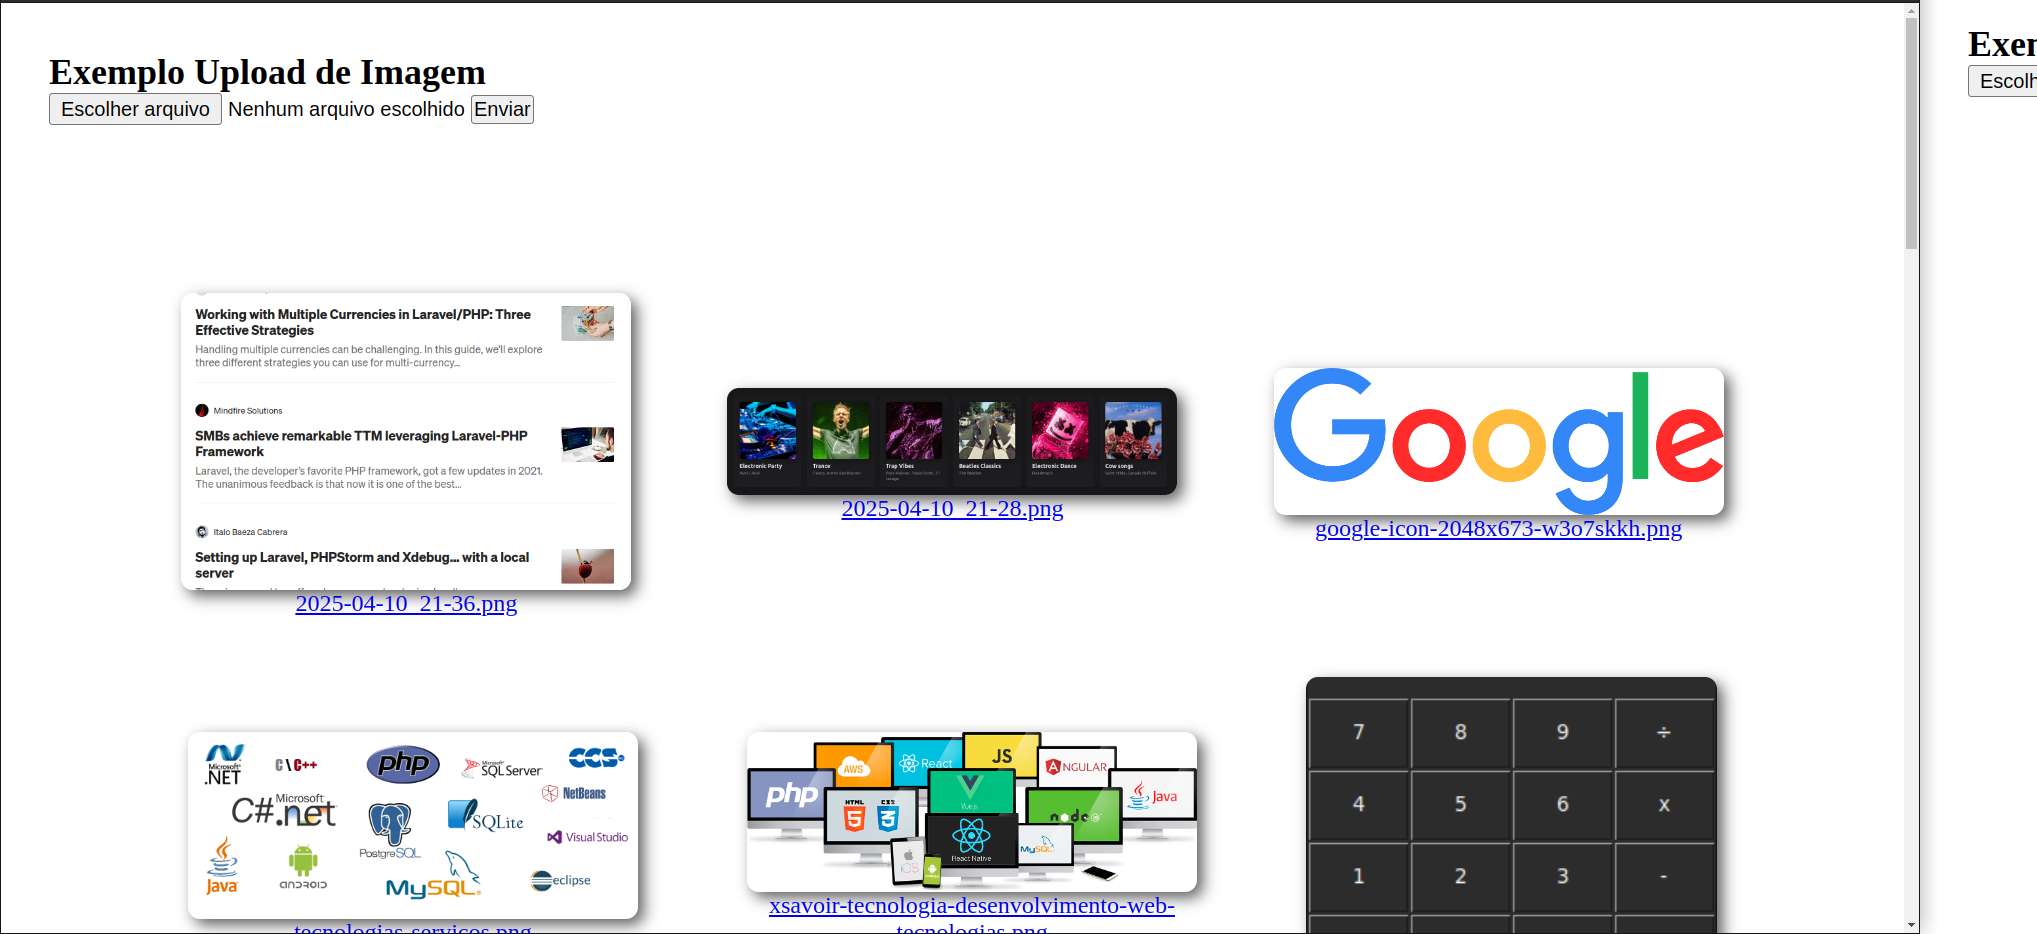 Exemplo Upload de Imagem
Exem
Escolher arquivo Nenhum arquivo escolhido Enviar
Escolh
Working with Multiple Currencies in Laravel/PHP: Three
Effective Strategies
Handling multiple currencies can be challenging. In this guide, we'll explore
three different strategies you can use for multi-currency...
Mindfire Solutions
SMBs achieve remarkable TTM leveraging Laravel-PHP
Framework
Laravel, the developer's favorite PHP framework, got a few updates in 2021.
The unanimous feedback is that now it is one of the best...
Italo Baeza Cabrera
Setting up Laravel, PHPStorm and Xdebug... with a local
server
2025-04-10_21-36.png
Electronic Party
Trance
Trap Vibes
Beatles Classics
Electronic Dance
Cow songs
2025-04-10_21-28.png
Google
google-icon-2048x673-w3o7skkh.png
Microsoft
.NET
C\C++
php
Microsoft
SQLServer
CCS
NetBeans
Microsoft
C#.net
PostgreSQL
SQLite
Visual Studio
Java
ANDROID
MySQL
eclipse
tecnologias-servicos.png
php
AWS
React
JS
ANGULAR
Java
HTML
5
CSS
3
Vue.js
node
React Native
MySQL
iOS
xsavoir-tecnologia-desenvolvimento-web-
tecnologias.png
7 8 9 ÷
4 5 6 x
1 2 3 -